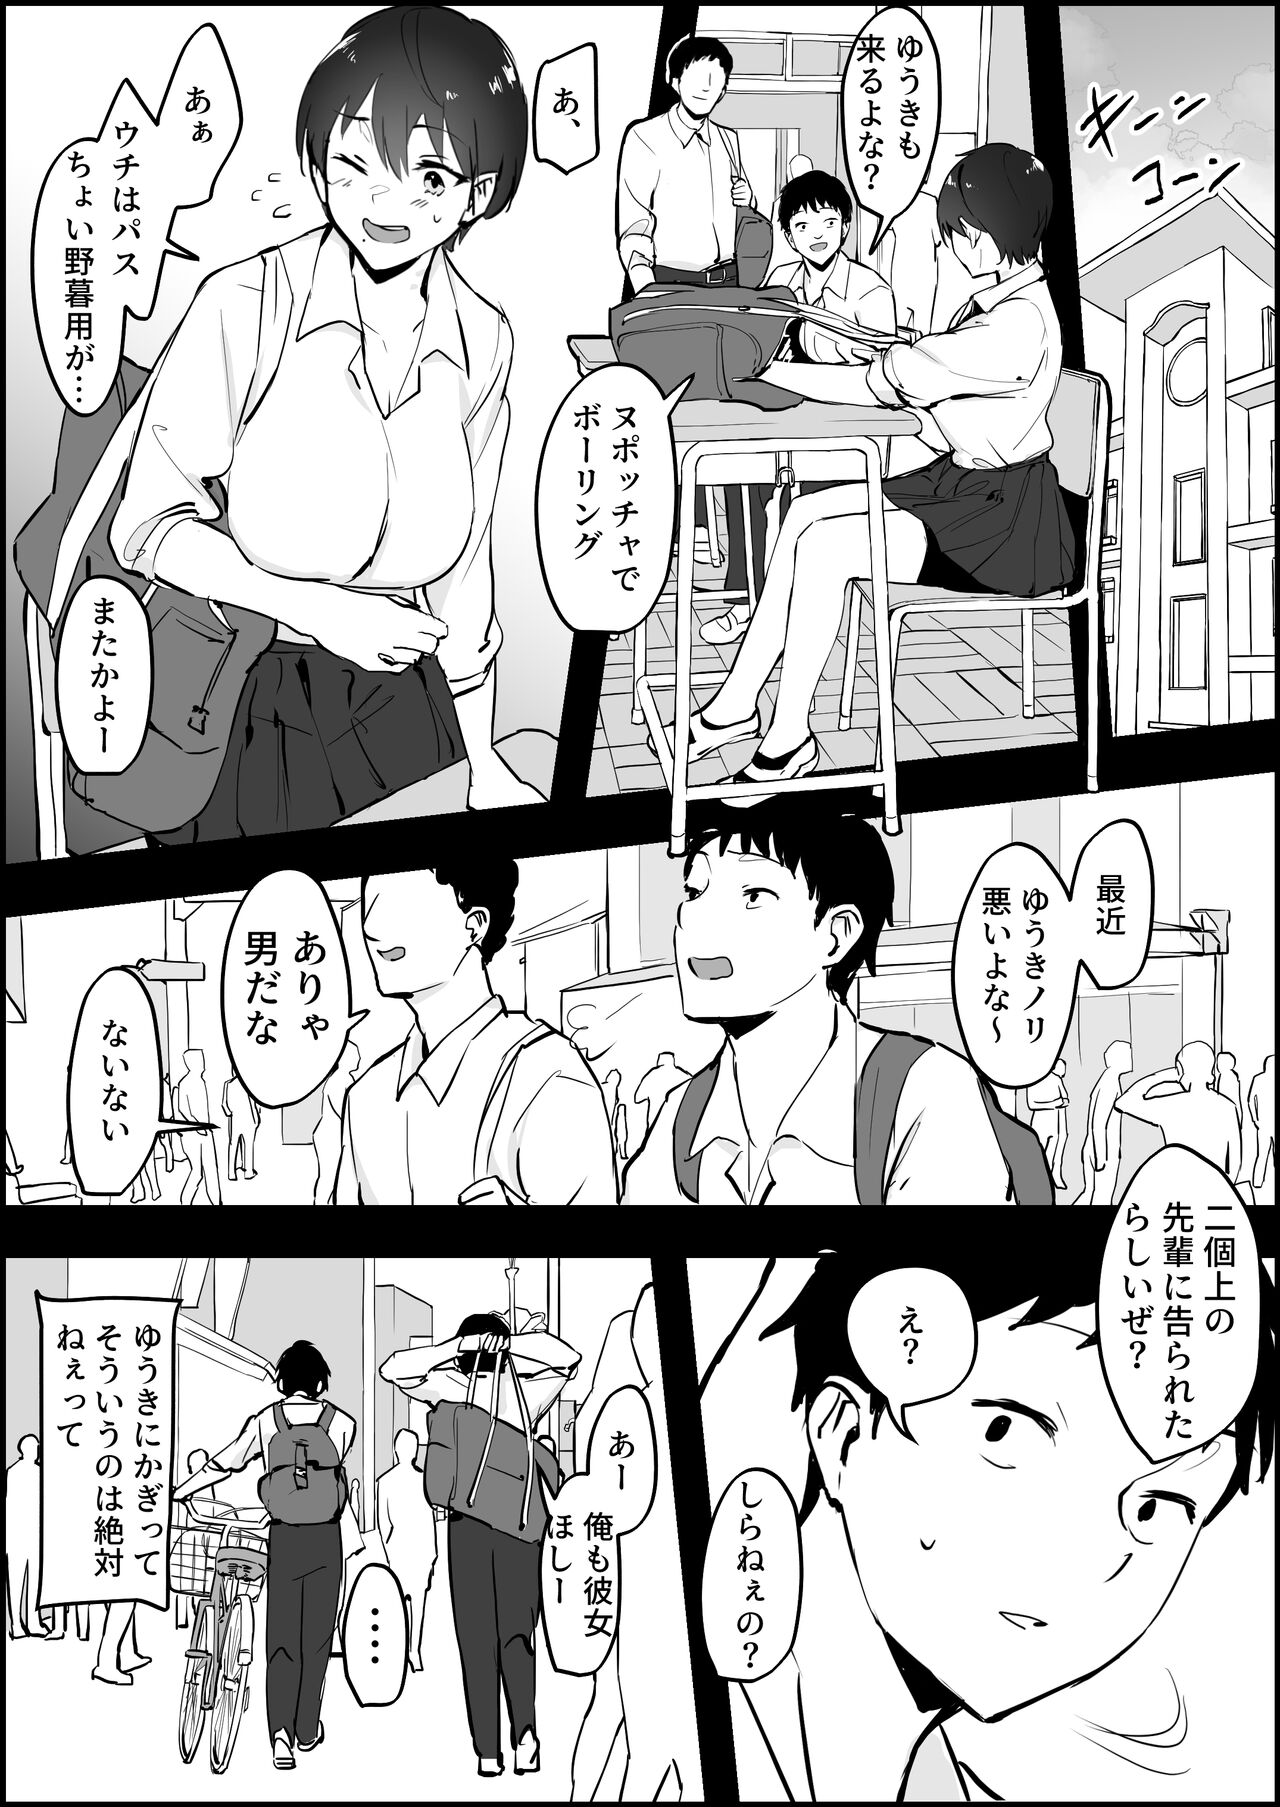 キーン
コーン
ゆうきも
来るよな？
ヌポッチャで
ボーリング
あ、
あぁ
ウチはパス
ちょい野暮用が…
またかよー
最近
ゆうきノリ
悪いよな～
ありゃ
男だな
ないない
二個上の
先輩に告られた
らしいぜ？
え？
しらねぇの？
あー
俺も彼女
ほしー
・・・・
ゆうきにかぎって
そういうのは絶対
ねぇって